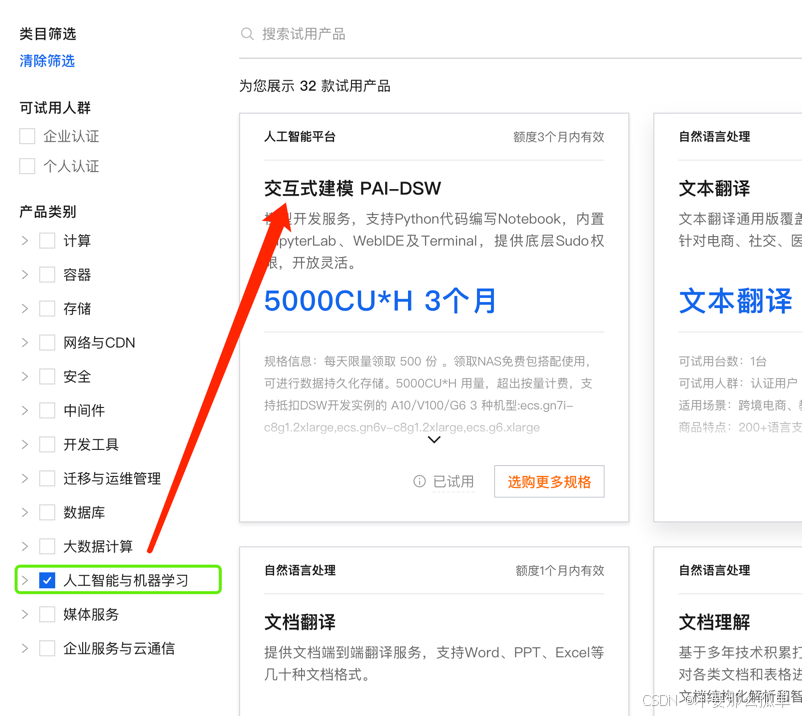 类目筛选
清除筛选
可试用人群
企业认证
个人认证
产品类别
计算
容器
存储
网络与CDN
安全
中间件
开发工具
迁移与运维管理
数据库
大数据计算
人工智能与机器学习
媒体服务
企业服务与云通信
搜索试用产品
为您展示 32 款试用产品
人工智能平台 额度3个月内有效
交互式建模 PAI-DSW
开发服务，支持Python代码编写Notebook，内置
pyterLab、WebIDE及Terminal，提供底层Sudo权
限，开放灵活。
5000CU*H 3个月
规格信息：每天限量领取 500 份 。领取NAS免费包搭配使用，
可进行数据持久化存储。5000CU*H 用量，超出按量计费，支
持抵扣DSW开发实例的 A10/V100/G6 3 种机型:ecs.gn7i-
c8g1.2xlarge,ecs.gn6v-c8g1.2xlarge,ecs.g6.xlarge
已试用 选购更多规格
自然语言处理
文本翻译
文本翻译通用版覆盖
针对电商、社交、医
文本翻译
可试用台数：1台
可试用人群：认证用户
适用场景：跨境电商、
商品特点：200+语言支
自然语言处理 额度1个月内有效
文档翻译
提供文档端到端翻译服务，支持Word、PPT、Excel等
几十种文档格式。
自然语言处理
文档理解
基于多年技术积累打
对各类文档和表格进
文档结构化解析和智
CSDN